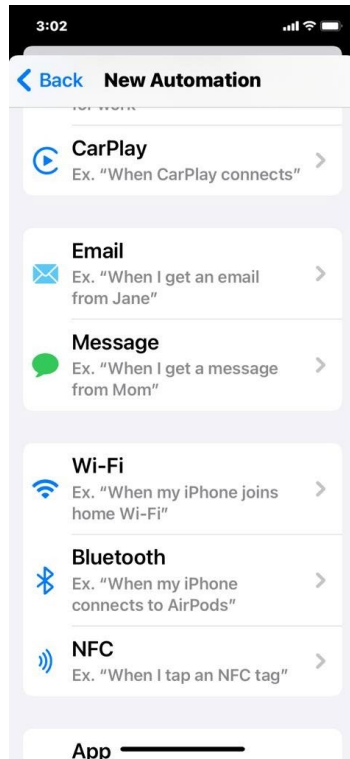 3:02
Back New Automation
for work
CarPlay
Ex. “When CarPlay connects”
Email
Ex. “When I get an email
from Jane”
Message
Ex. “When I get a message
from Mom”
Wi-Fi
Ex. “When my iPhone joins
home Wi-Fi”
Bluetooth
Ex. “When my iPhone
connects to AirPods”
NFC
Ex. “When I tap an NFC tag”
App